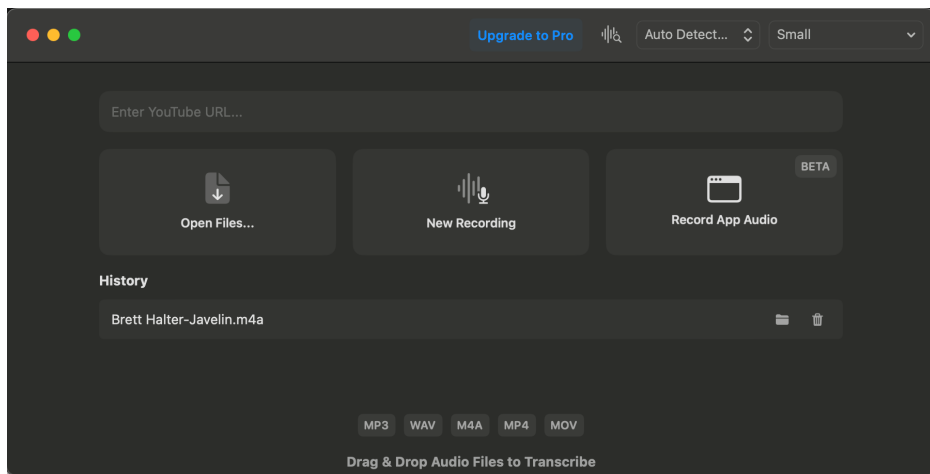 Upgrade to Pro Auto Detect... Small
Enter YouTube URL...
BETA
Open Files... New Recording Record App Audio
History
Brett Halter-Javelin.m4a
MP3 WAV M4A MP4 MOV
Drag & Drop Audio Files to Transcribe